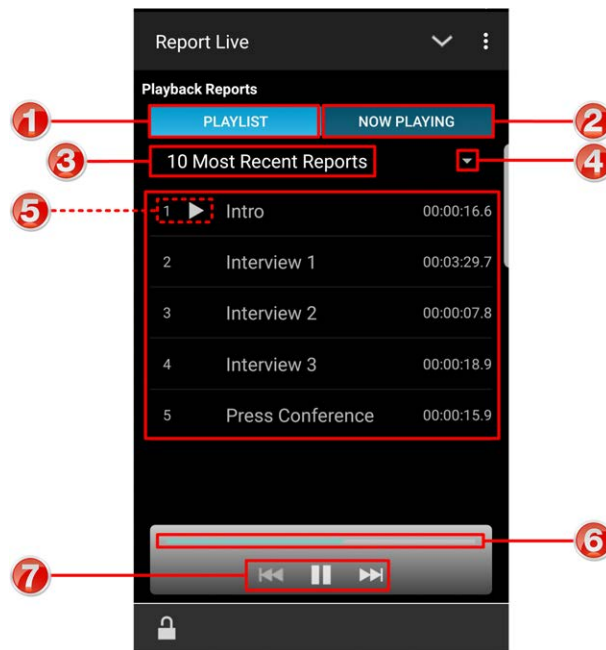 Report Live
Playback Reports
1 PLAYLIST NOW PLAYING 2
3 10 Most Recent Reports 4
5 1 Intro 00:00:16.6
2 Interview 1 00:03:29.7
3 Interview 2 00:00:07.8
4 Interview 3 00:00:18.9
5 Press Conference 00:00:15.9
6
7